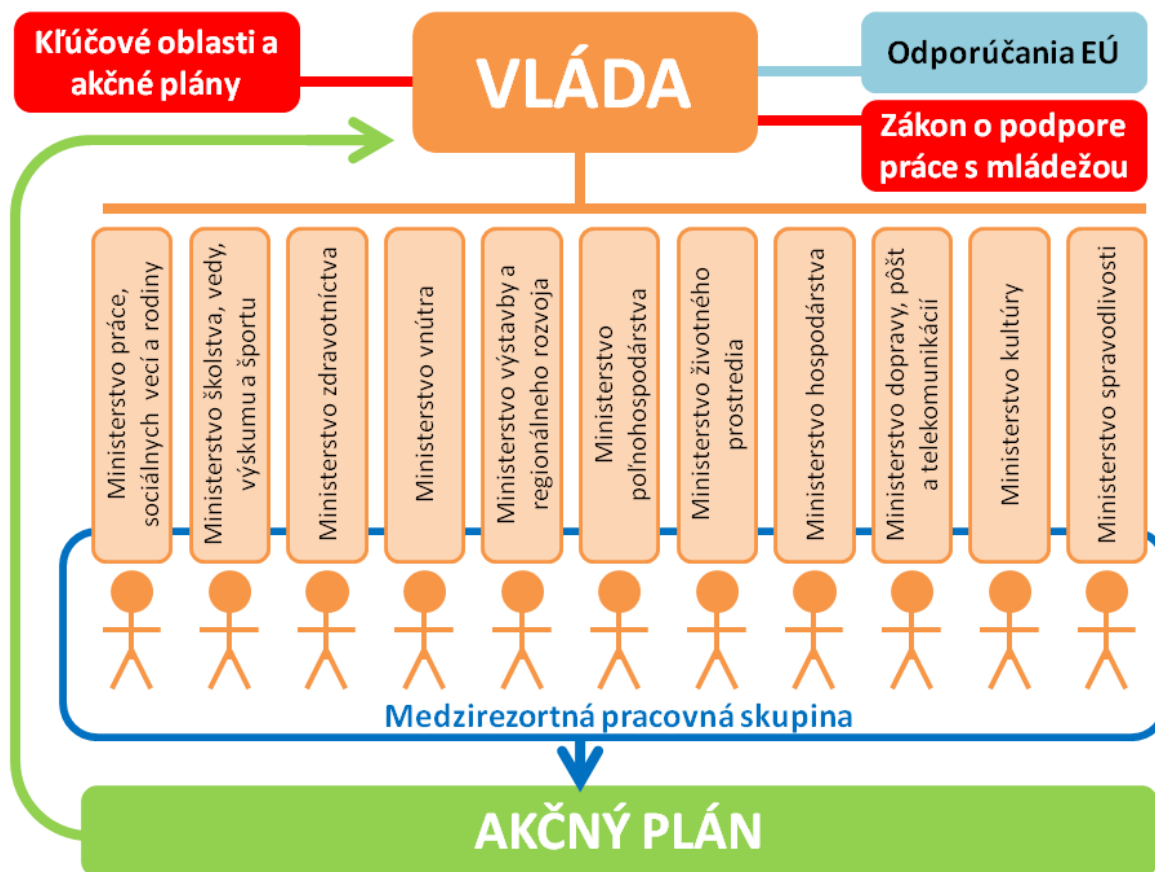 Kľúčové oblasti a
akčné plány
VLÁDA
Odporúčania EÚ
Zákon o podpore
práce s mládežou
Ministerstvo práce,
sociálnych vecí a rodiny
Ministerstvo školstva, vedy,
výskumu a športu
Ministerstvo zdravotníctva
Ministerstvo vnútra
Ministerstvo výstavby a
regionálneho rozvoja
Ministerstvo
poľnohospodárstva
Ministerstvo životného
prostredia
Ministerstvo hospodárstva
Ministerstvo dopravy, pôšt
a telekomunikácií
Ministerstvo kultúry
Ministerstvo spravodlivosti
Medzirezortná pracovná skupina
AKČNÝ PLÁN